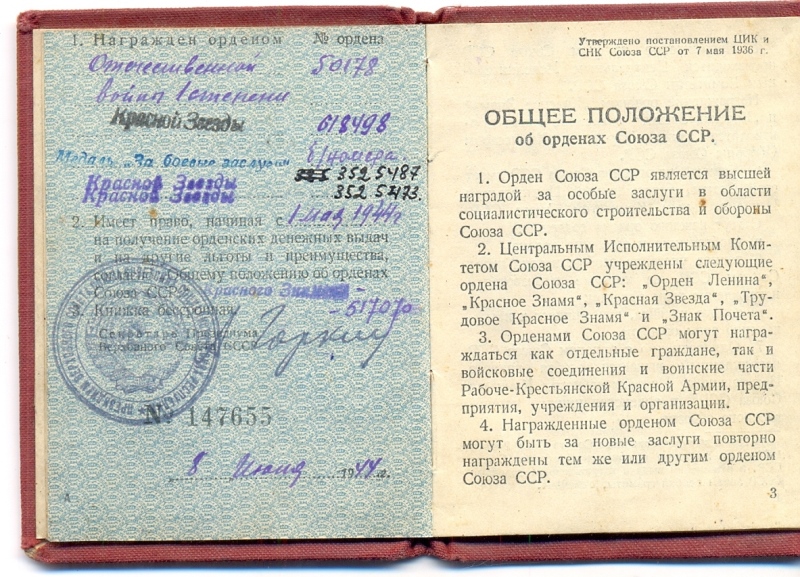 1. Награжден орденом № ордена
Отечественной 50178
войны I степени
Красной Звезды 618498
Медаль „За боевые заслуги“ б/номера
Красной Звезды 3525487
Красной Звезды 3525473.
2. Имеет право, начиная с 1 мая 1944 г
на получение орденских денежных выдач
и на другие льготы и преимущества,
согласно Общему положению об орденах
Союза ССР.
Красного Знамени - 517070
3. Книжка бессрочная.
Секретарь Президиума
Верховного Совета СССР
Горкин
№ 147655
8 Июня 1944 г.
Утверждено постановлением ЦИК и
СНК Союза ССР от 7 мая 1936 г.
ОБЩЕЕ ПОЛОЖЕНИЕ
об орденах Союза ССР.
1. Орден Союза ССР является высшей
наградой за особые заслуги в области
социалистического строительства и обороны
Союза ССР.
2. Центральным Исполнительным Коми-
тетом Союза ССР учреждены следующие
ордена Союза ССР: „Орден Ленина“,
„Красное Знамя“, „Красная Звезда“, „Тру-
довое Красное Знамя“ и „Знак Почета“.
3. Орденами Союза ССР могут награ-
ждаться как отдельные граждане, так и
войсковые соединения и воинские части
Рабоче-Крестьянской Красной Армии, пред-
приятия, учреждения и организации.
4. Награжденные орденом Союза ССР
могут быть за новые заслуги повторно
награждены тем же или другим орденом
Союза ССР.
3